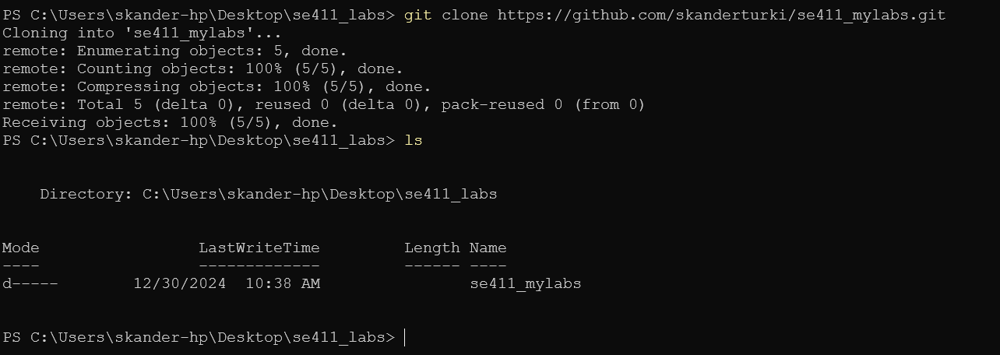 PS C:\Users\skander-hp\Desktop\se411_labs> git clone https://github.com/skanderturki/se411_mylabs.git
Cloning into 'se411_mylabs'...
remote: Enumerating objects: 5, done.
remote: Counting objects: 100% (5/5), done.
remote: Compressing objects: 100% (5/5), done.
remote: Total 5 (delta 0), reused 0 (delta 0), pack-reused 0 (from 0)
Receiving objects: 100% (5/5), done.
PS C:\Users\skander-hp\Desktop\se411_labs> ls
Directory: C:\Users\skander-hp\Desktop\se411_labs
Mode LastWriteTime Length Name
---- ------------- ------ ----
d----- 12/30/2024 10:38 AM se411_mylabs
PS C:\Users\skander-hp\Desktop\se411_labs>